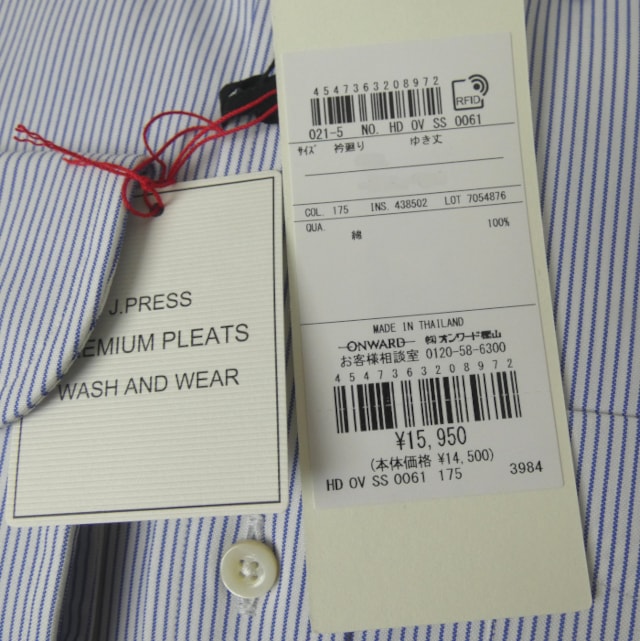 J.PRESS
PREMIUM PLEATS
WASH AND WEAR
4547363208972
RFID
021-5 NO. HD OV SS 0061
サイズ 衿廻り ゆき丈
COL. 175 INS. 438502 LOT 7054876
QUA. 綿 100%
MADE IN THAILAND
ONWARD ㈱オンワード樫山
お客様相談室 0120-58-6300
4547363208972
¥15,950
(本体価格 ¥14,500)
HD OV SS 0061 175 3984